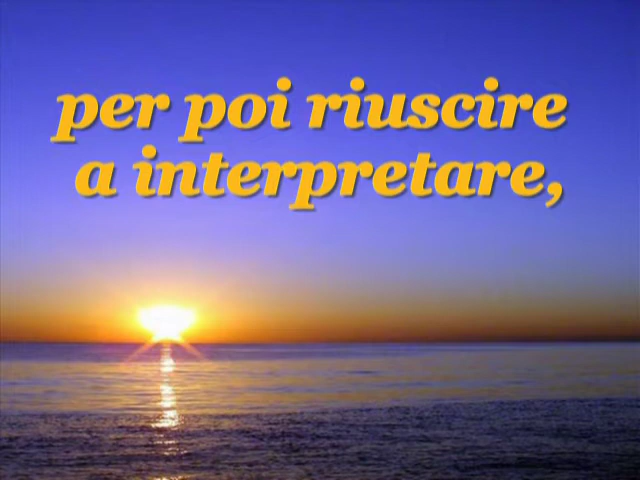 per poi riuscire
a interpretare,